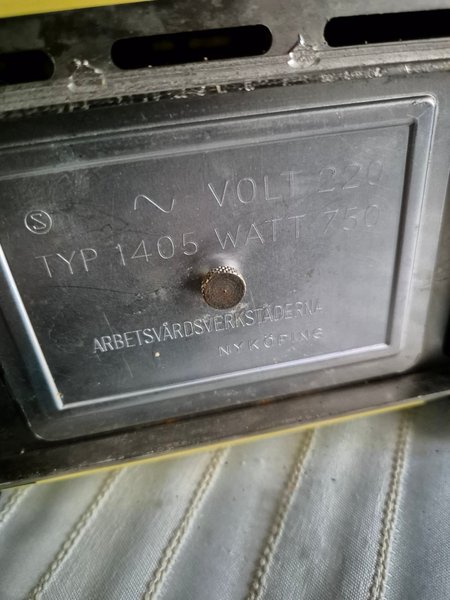 Ⓢ ~ VOLT 220
TYP 1405 WATT 750
ARBETSVÅRDSVERKSTÄDERNA
NYKÖPING